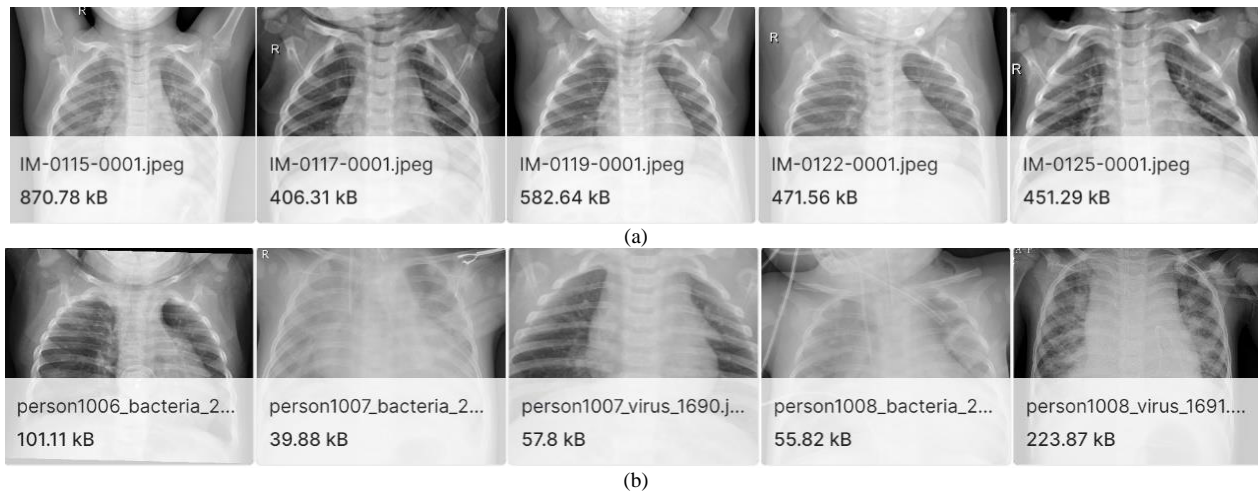 R
R
R
R
IM-0115-0001.jpeg
870.78 kB
IM-0117-0001.jpeg
406.31 kB
IM-0119-0001.jpeg
582.64 kB
IM-0122-0001.jpeg
471.56 kB
IM-0125-0001.jpeg
451.29 kB
(a)
R
person1006_bacteria_2...
101.11 kB
person1007_bacteria_2...
39.88 kB
person1007_virus_1690.j...
57.8 kB
person1008_bacteria_2...
55.82 kB
person1008_virus_1691....
223.87 kB
(b)